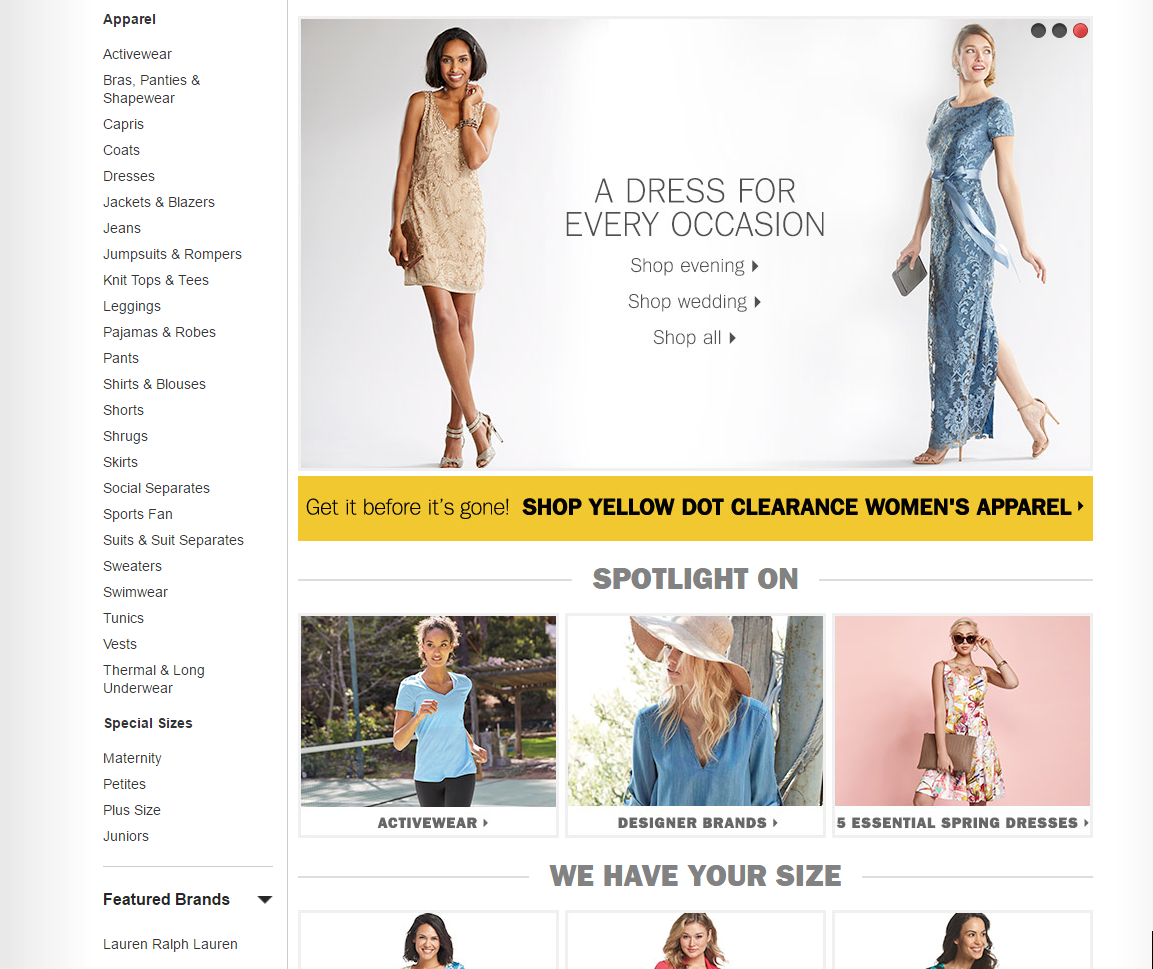 Apparel
Activewear
Bras, Panties &
Shapewear
Capris
Coats
Dresses
Jackets & Blazers
Jeans
Jumpsuits & Rompers
Knit Tops & Tees
Leggings
Pajamas & Robes
Pants
Shirts & Blouses
Shorts
Shrugs
Skirts
Social Separates
Sports Fan
Suits & Suit Separates
Sweaters
Swimwear
Tunics
Vests
Thermal & Long
Underwear
Special Sizes
Maternity
Petites
Plus Size
Juniors
Featured Brands
Lauren Ralph Lauren
A DRESS FOR
EVERY OCCASION
Shop evening
Shop wedding
Shop all
Get it before it's gone! SHOP YELLOW DOT CLEARANCE WOMEN'S APPAREL
SPOTLIGHT ON
ACTIVEWEAR
DESIGNER BRANDS
5 ESSENTIAL SPRING DRESSES
WE HAVE YOUR SIZE